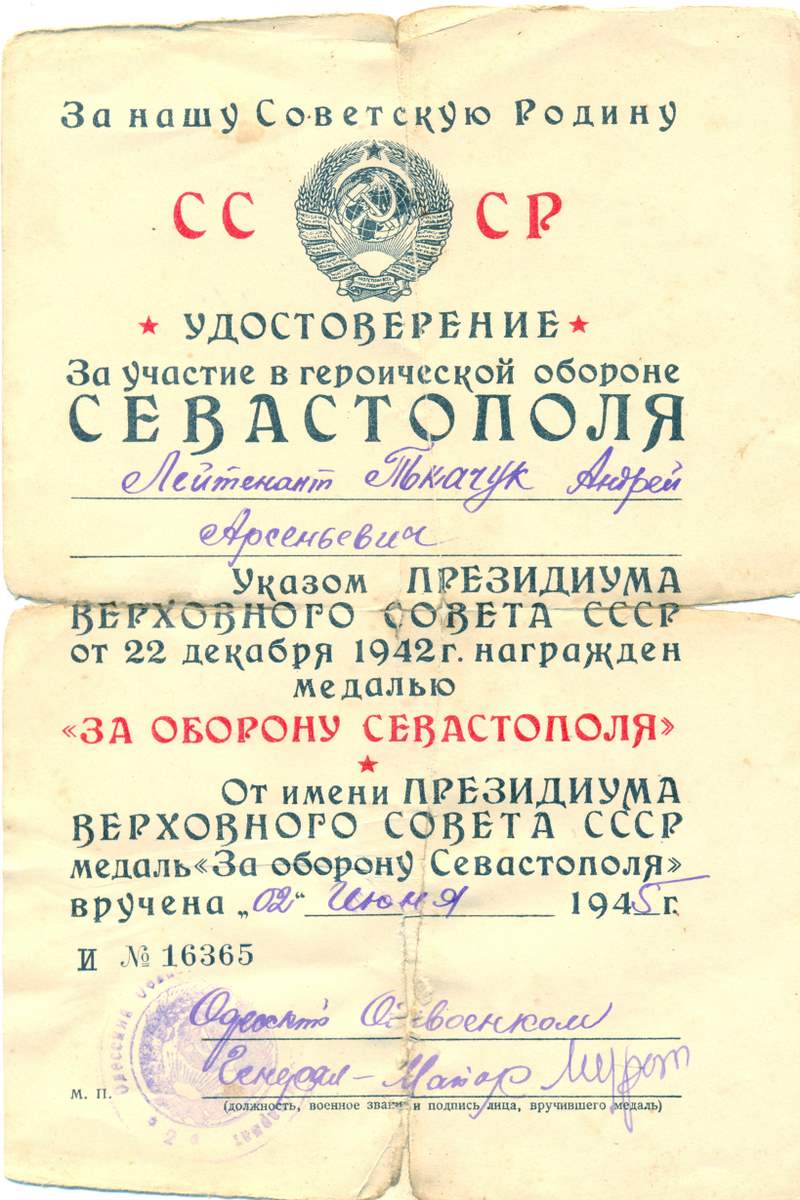 За нашу Советскую Родину
СС СР
УДОСТОВЕРЕНИЕ
За участие в героической обороне
СЕВАСТОПОЛЯ
Лейтенант Ткачук Андрей
Арсеньевич
Указом ПРЕЗИДИУМА
ВЕРХОВНОГО СОВЕТА СССР
от 22 декабря 1942 г. награжден
медалью
«ЗА ОБОРОНУ СЕВАСТОПОЛЯ»
От имени ПРЕЗИДИУМА
ВЕРХОВНОГО СОВЕТА СССР
медаль «За оборону Севастополя»
вручена „02" Июня 1945 г.
И № 16365
Генерал-Майор
М. П.
(должность, военное звание и подпись лица, вручившего медаль)
Одесский
2